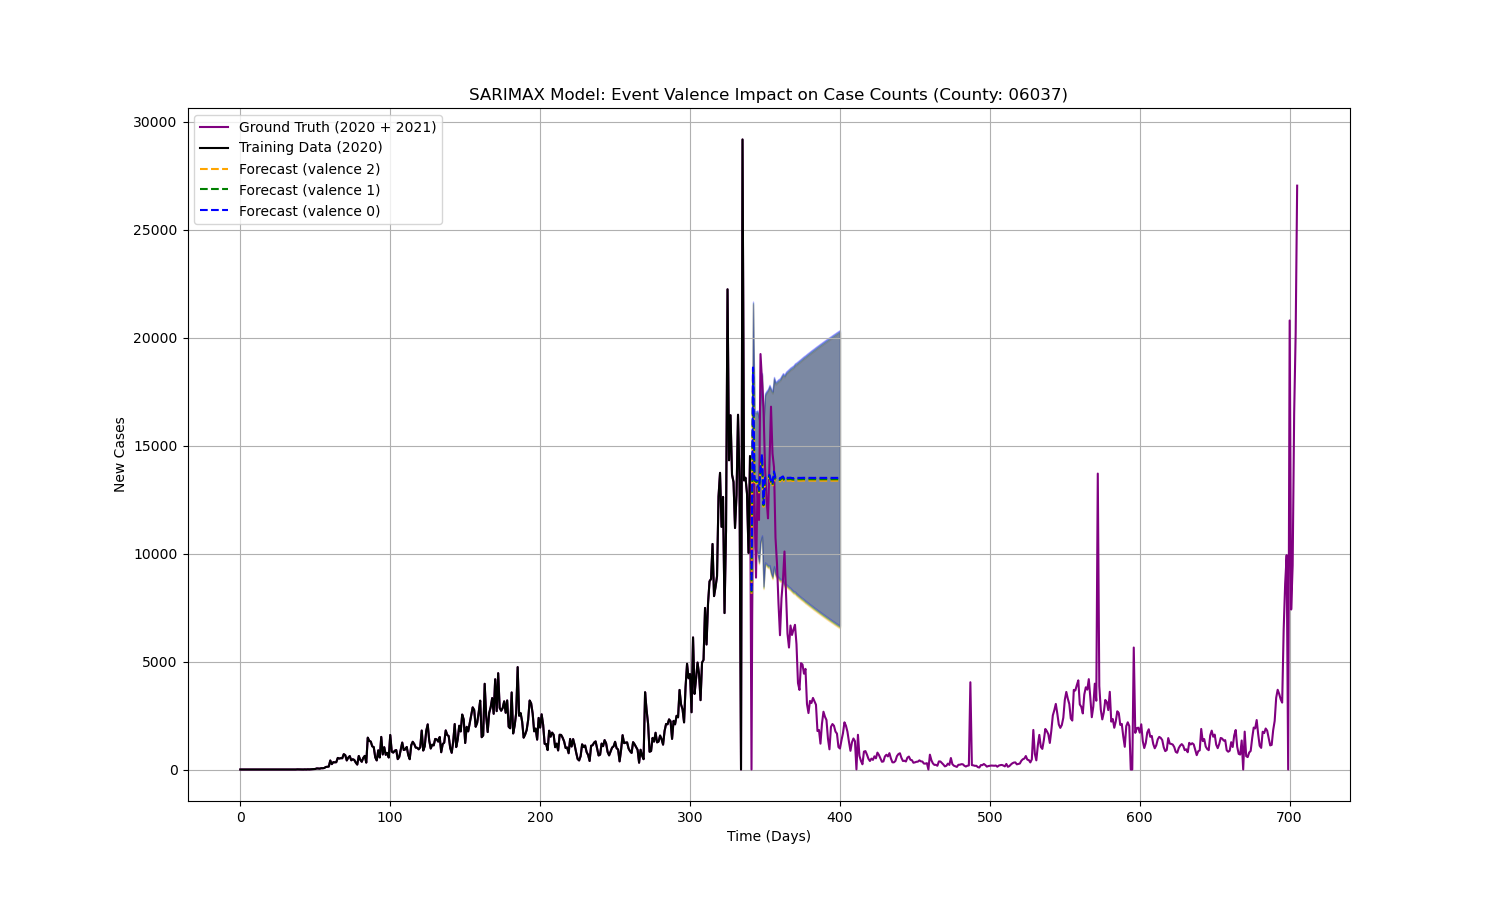 SARIMAX Model: Event Valence Impact on Case Counts (County: 06037)
Ground Truth (2020 + 2021)
Training Data (2020)
Forecast (valence 2)
Forecast (valence 1)
Forecast (valence 0)
30000
25000
20000
15000
10000
5000
0
New Cases
0 100 200 300 400 500 600 700
Time (Days)